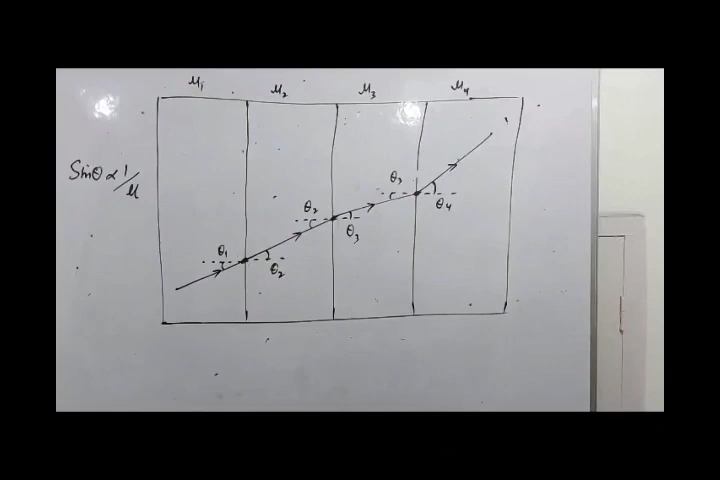 μ₁ μ₂ μ₃ μ₄
Sinθ ∝ 1/μ
θ₃
θ₂ θ₄
θ₃
θ₁
θ₂